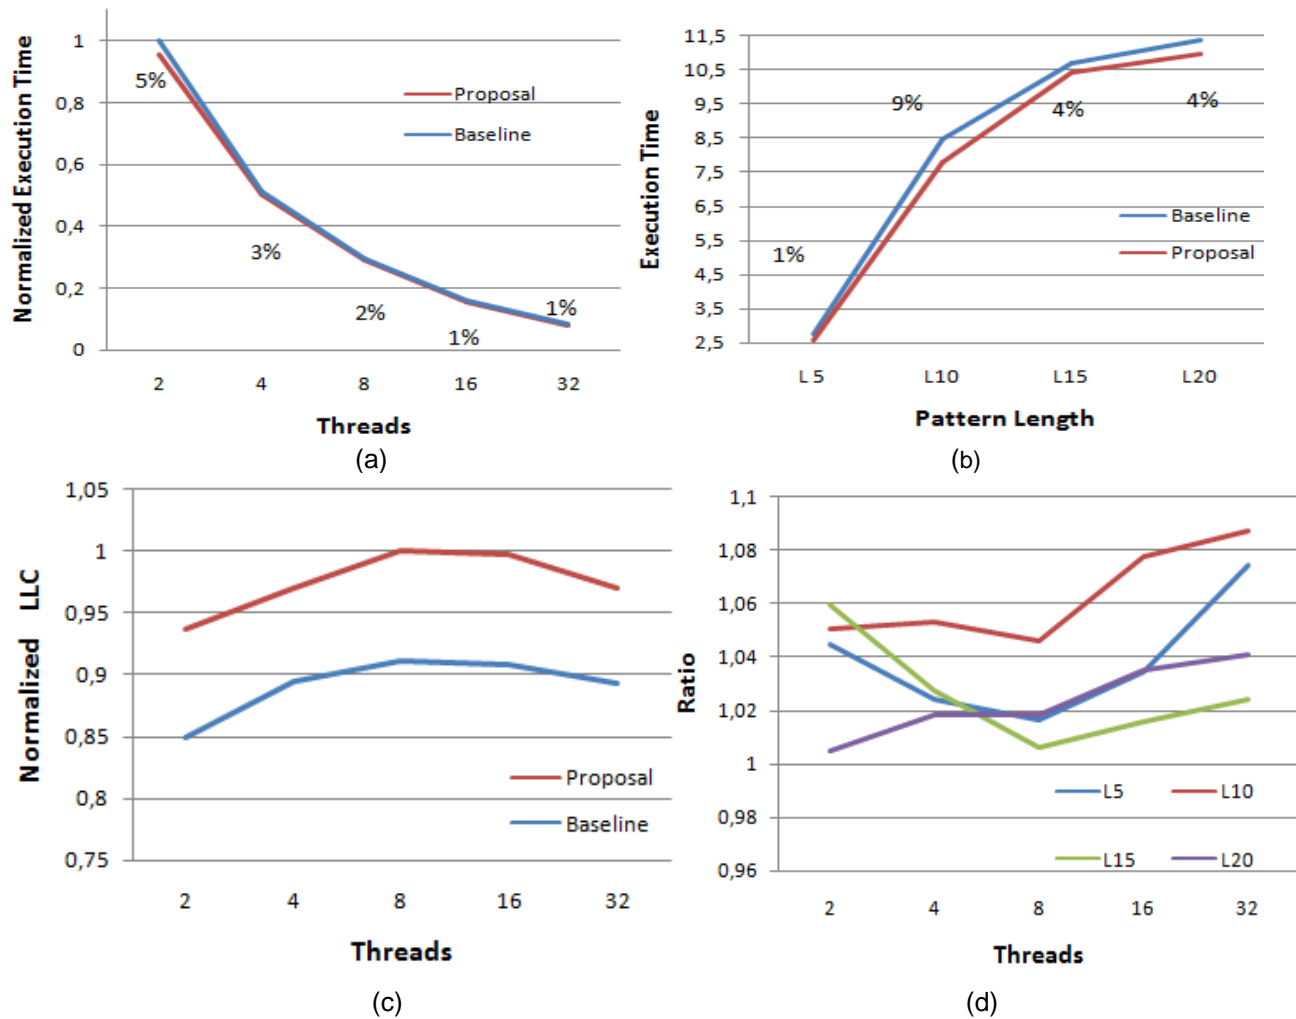 Normalized Execution Time
1
0,8
0,6
0,4
0,2
0
5%
3%
2%
1%
1%
Proposal
Baseline
2 4 8 16 32
Threads
(a)
Execution Time
11,5
10,5
9,5
8,5
7,5
6,5
5,5
4,5
3,5
2,5
1%
9%
4%
4%
Baseline
Proposal
L 5 L10 L15 L20
Pattern Length
(b)
Normalized LLC
1,05
1
0,95
0,9
0,85
0,8
0,75
Proposal
Baseline
2 4 8 16 32
Threads
(c)
Ratio
1,1
1,08
1,06
1,04
1,02
1
0,98
0,96
L5 L10
L15 L20
2 4 8 16 32
Threads
(d)